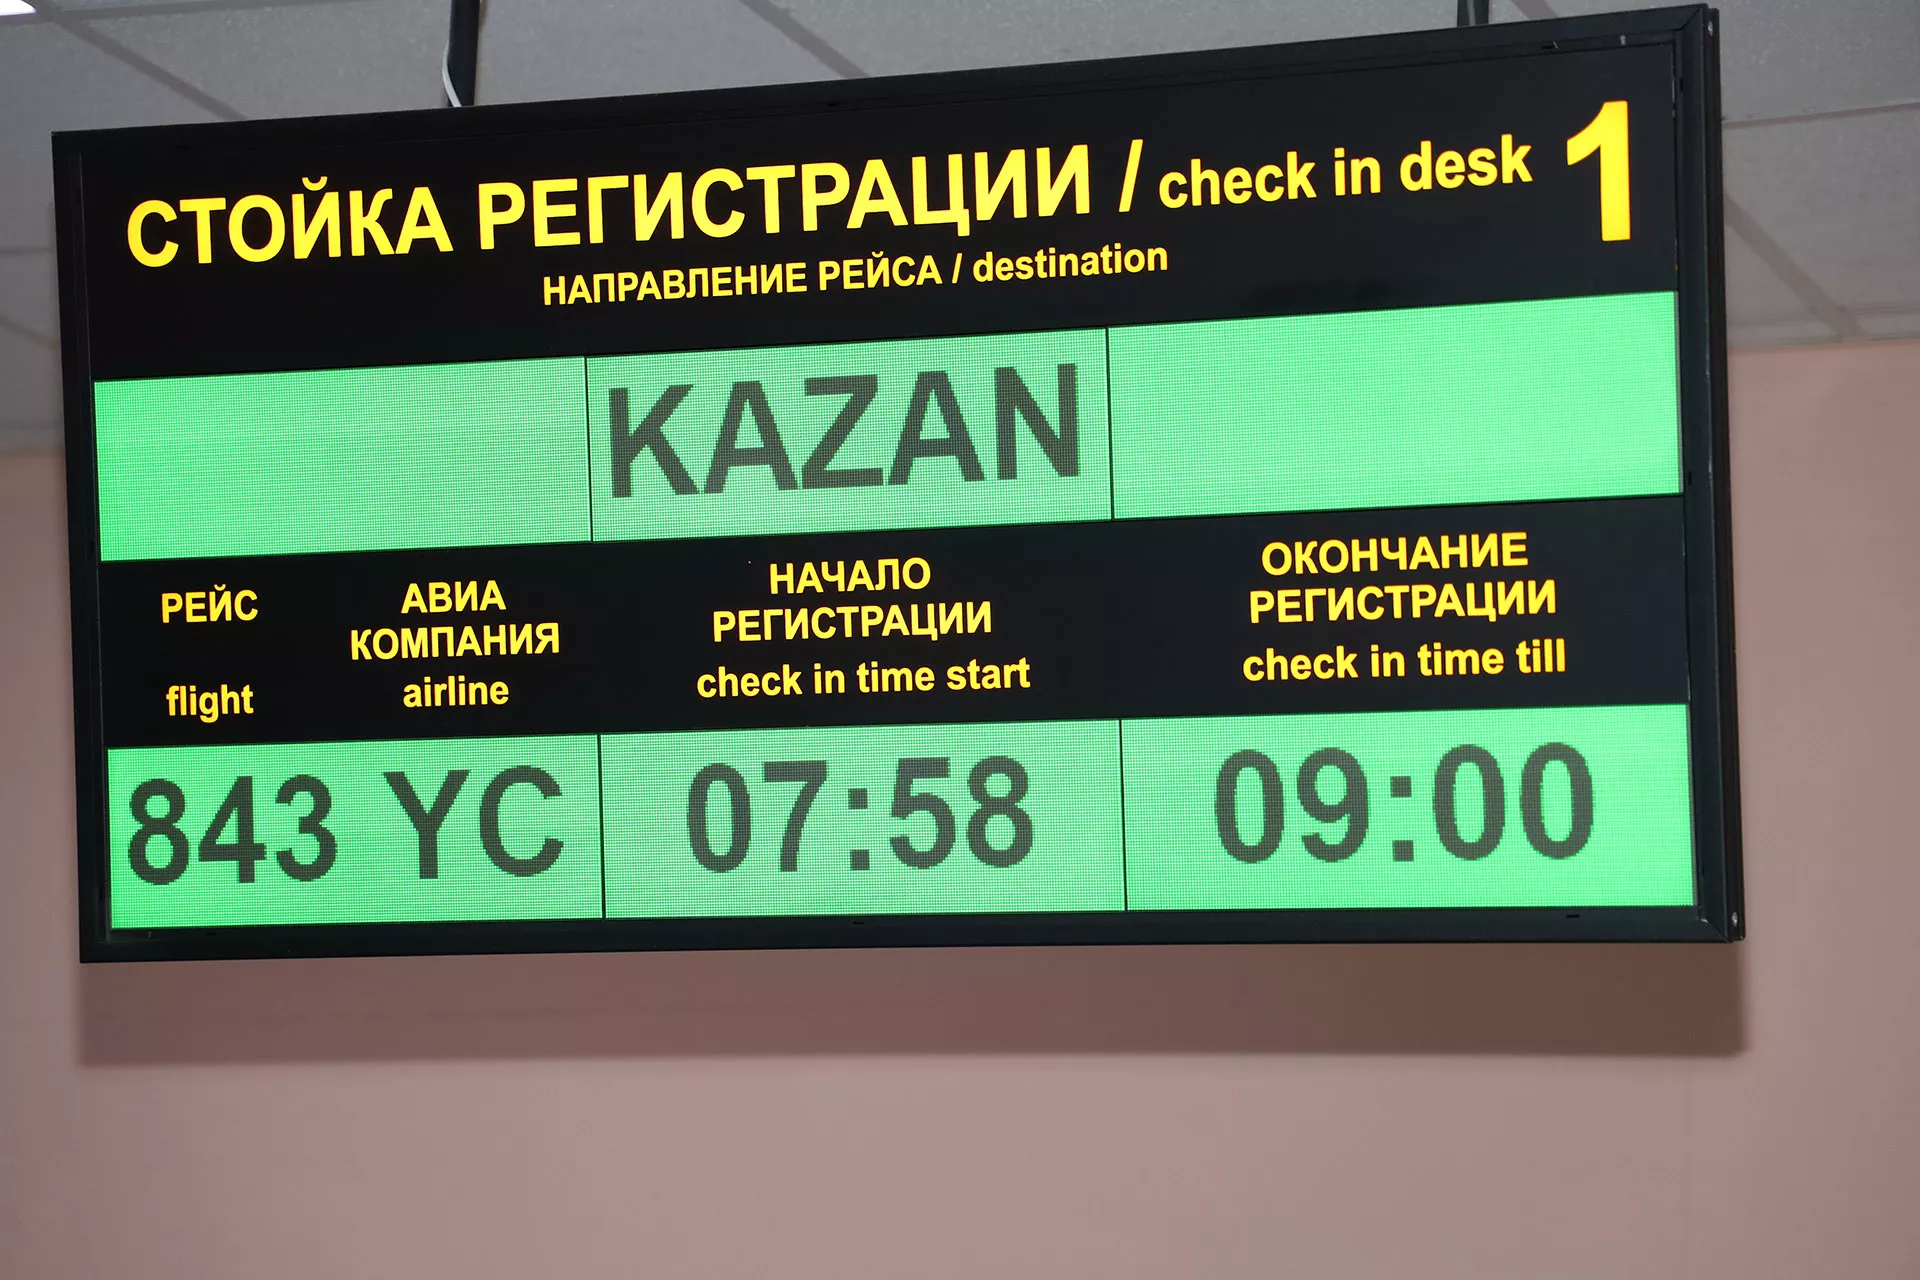 СТОЙКА РЕГИСТРАЦИИ / check in desk 1
НАПРАВЛЕНИЕ РЕЙСА / destination
KAZAN
РЕЙС
flight
АВИА
КОМПАНИЯ
airline
НАЧАЛО
РЕГИСТРАЦИИ
check in time start
ОКОНЧАНИЕ
РЕГИСТРАЦИИ
check in time till
843 YC 07:58 09:00